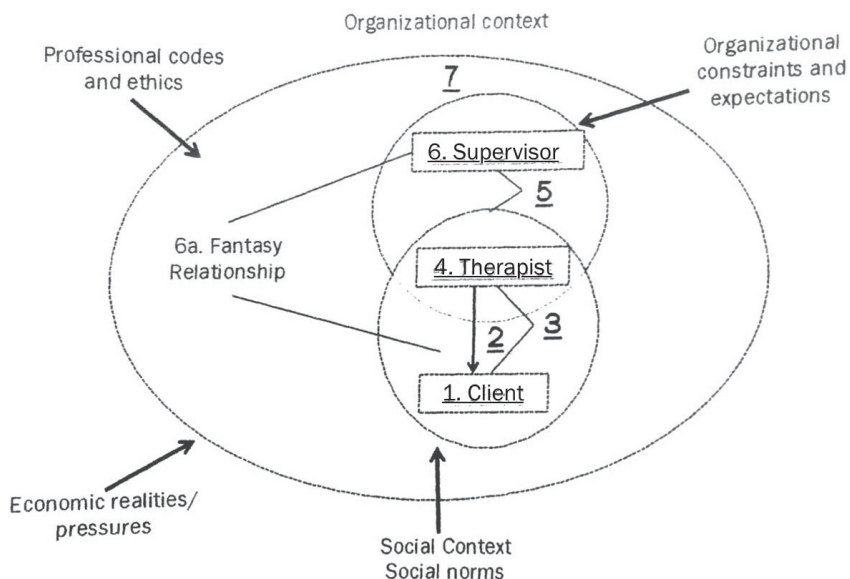 Organizational context
Professional codes
and ethics
Organizational
constraints and
expectations
7
6. Supervisor
5
6a. Fantasy
Relationship
4. Therapist
2
3
1. Client
Economic realities/
pressures
Social Context
Social norms